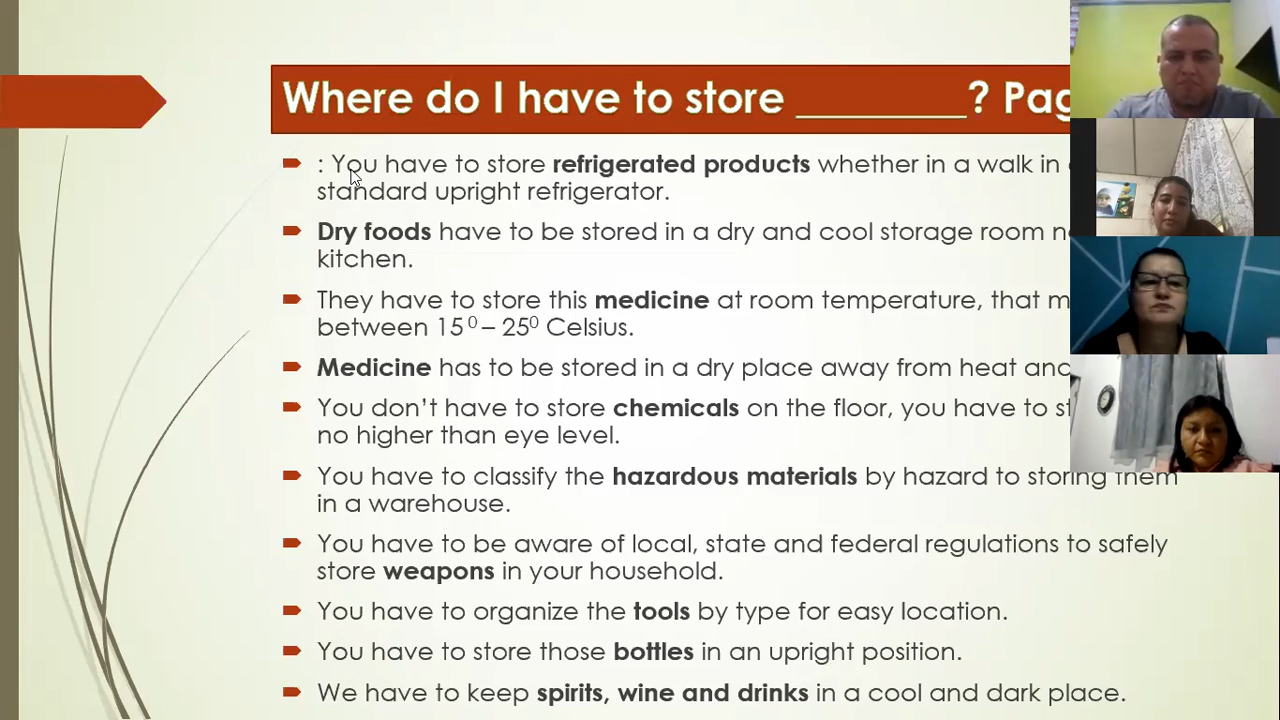 Where do I have to store ________? Pag
: You have to store refrigerated products whether in a walk in
standard upright refrigerator.
Dry foods have to be stored in a dry and cool storage room
kitchen.
They have to store this medicine at room temperature, that
between 15⁰ – 25⁰ Celsius.
Medicine has to be stored in a dry place away from heat and
You don’t have to store chemicals on the floor, you have to
no higher than eye level.
You have to classify the hazardous materials by hazard to storing them
in a warehouse.
You have to be aware of local, state and federal regulations to safely
store weapons in your household.
You have to organize the tools by type for easy location.
You have to store those bottles in an upright position.
We have to keep spirits, wine and drinks in a cool and dark place.